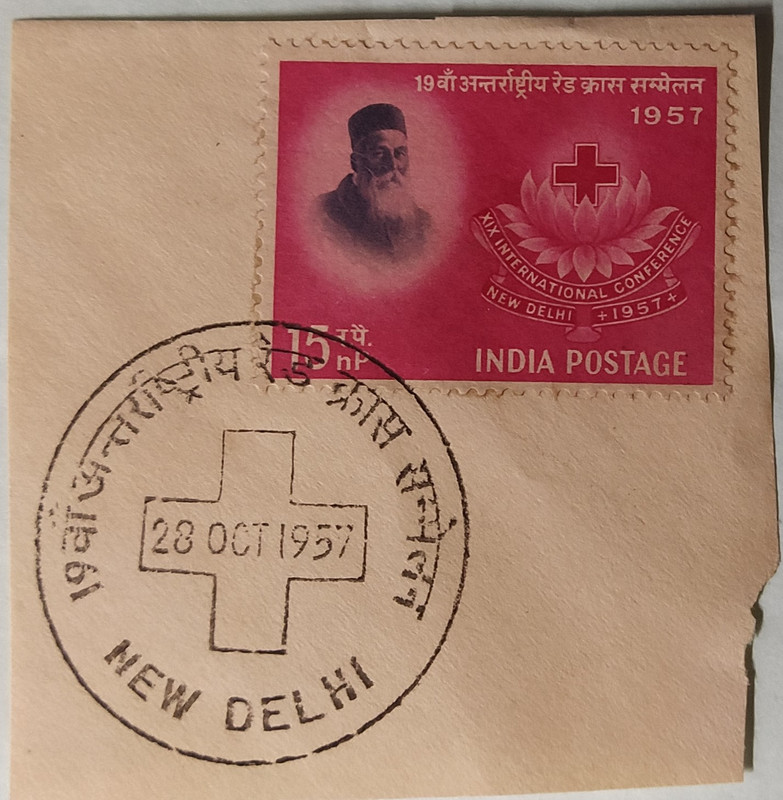 19वाँ अन्तर्राष्ट्रीय रेड क्रास सम्मेलन
1957
XIX INTERNATIONAL CONFERENCE
NEW DELHI +1957+
15 न.पै.
nP
INDIA POSTAGE
19वाँ अन्तर्राष्ट्रीय रेड क्रास सम्मेलन
28 OCT 1957
NEW DELHI